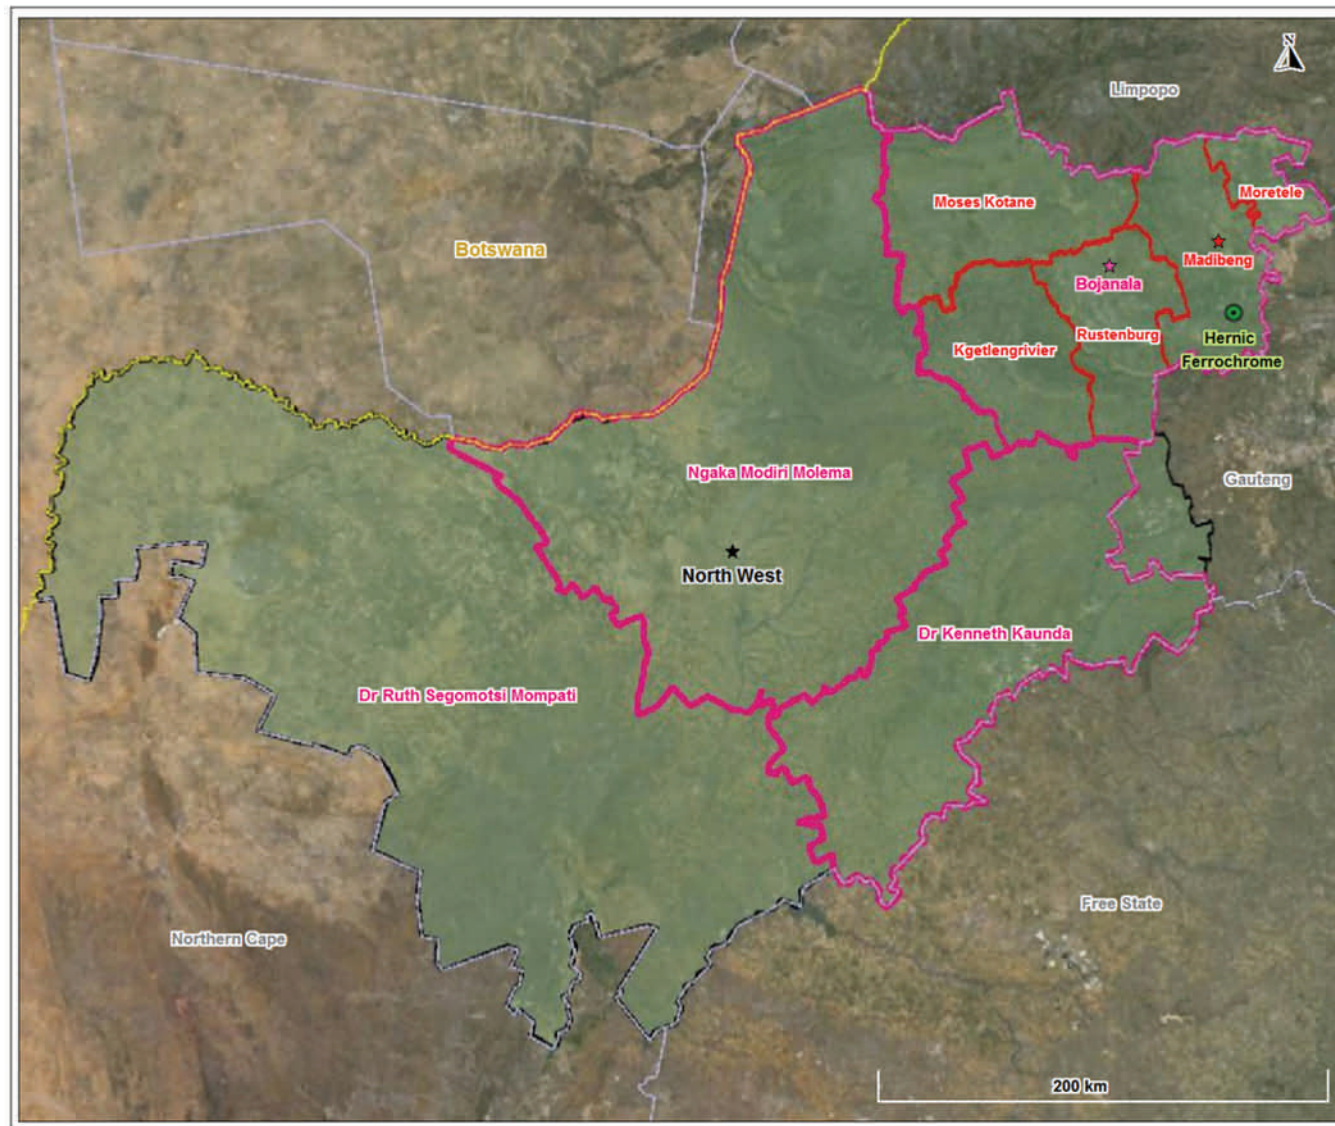 N
Limpopo
Moses Kotane
Moretele
Botswana
Madibeng
Bojanala
Rustenburg
Hernic
Ferrochrome
Kgetlengrivier
Ngaka Modiri Molema
Gauteng
North West
Dr Kenneth Kaunda
Dr Ruth Segomotsi Mompati
Free State
Northern Cape
200 km